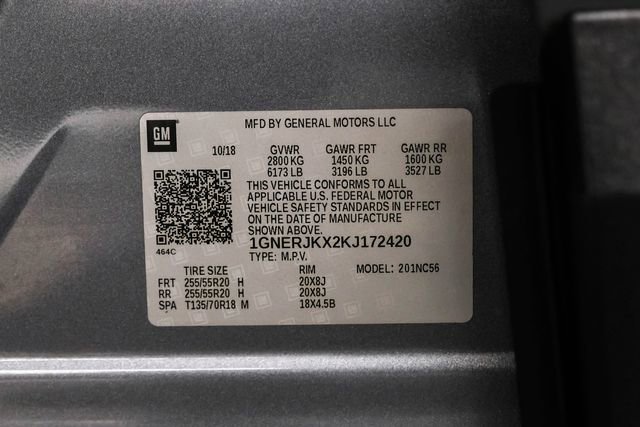 GM
MFD BY GENERAL MOTORS LLC
10/18 GVWR GAWR FRT GAWR RR
2800 KG 1450 KG 1600 KG
6173 LB 3196 LB 3527 LB
THIS VEHICLE CONFORMS TO ALL
APPLICABLE U.S. FEDERAL MOTOR
VEHICLE SAFETY STANDARDS IN EFFECT
ON THE DATE OF MANUFACTURE
SHOWN ABOVE.
464C
1GNERJKX2KJ172420
TYPE: M.P.V.
TIRE SIZE RIM MODEL: 201NC56
FRT 255/55R20 H 20X8J
RR 255/55R20 H 20X8J
SPA T135/70R18 M 18X4.5B